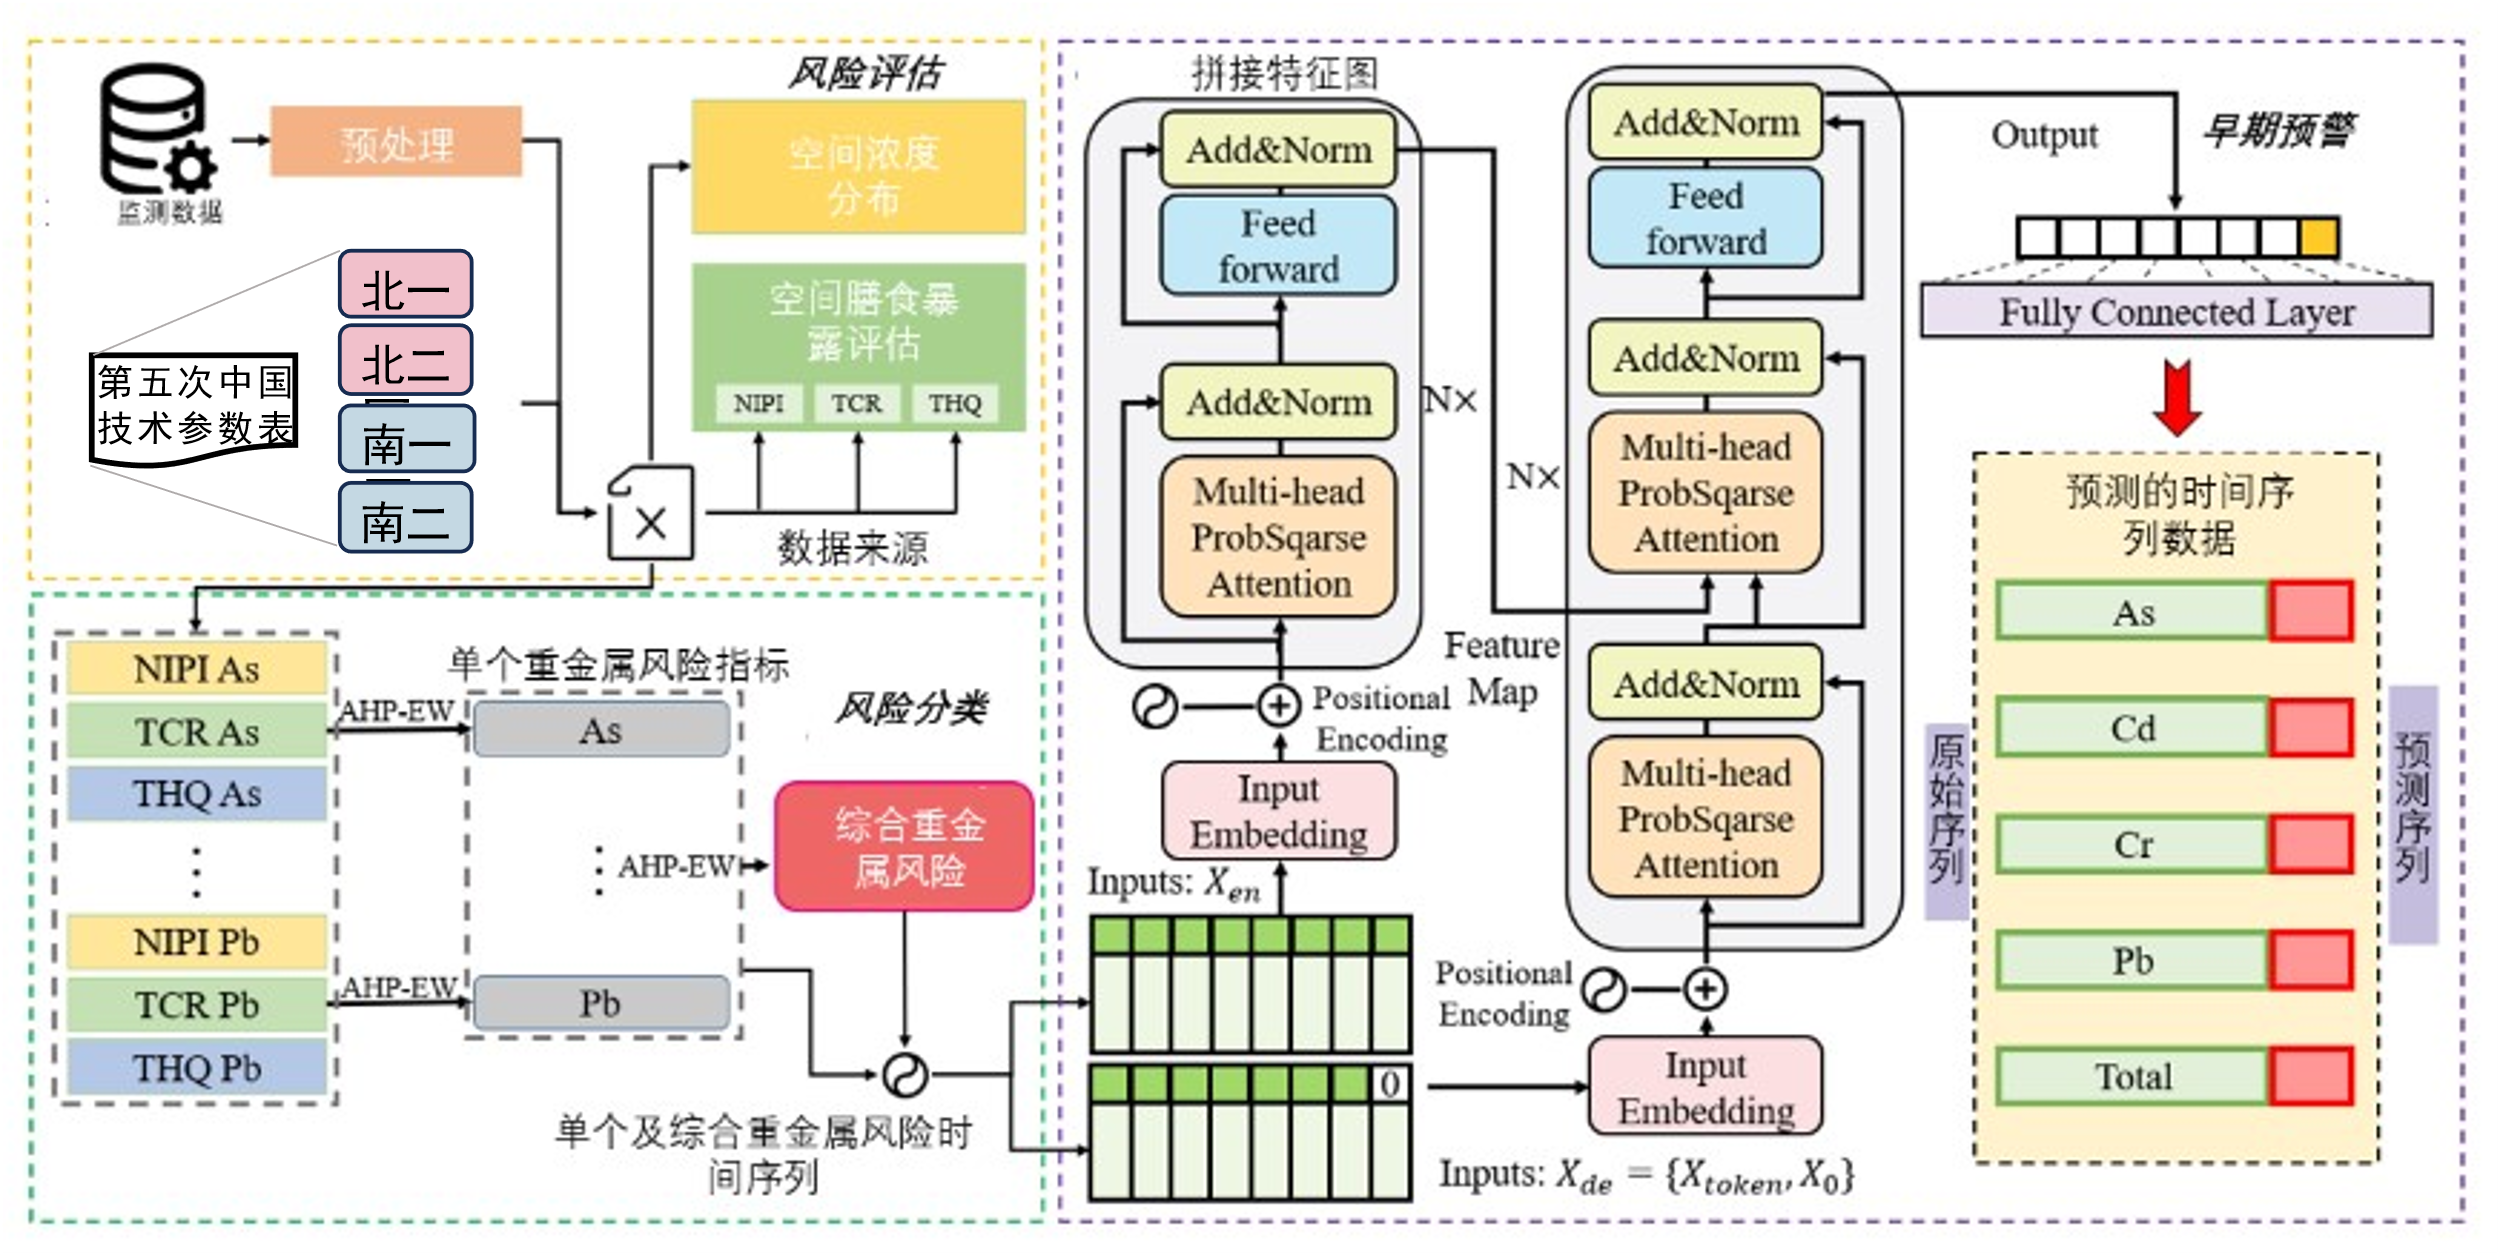 风险评估
预处理
监测数据
空间浓度
分布
北一
北二
南一
南二
第五次中国
技术参数表
空间膳食暴
露评估
NIPI
TCR
THQ
X
数据来源
NIPI As
TCR As
THQ As
NIPI Pb
TCR Pb
THQ Pb
AHP-EW
AHP-EW
单个重金属风险指标
As
Pb
AHP-EW
风险分类
综合重金
属风险
单个及综合重金属风险时
间序列
拼接特征图
Add&Norm
Feed
forward
Add&Norm
Multi-head
ProbSqarse
Attention
N×
Positional
Encoding
Input
Embedding
Inputs: X_en
0
Feature
Map
N×
Add&Norm
Feed
forward
Add&Norm
Multi-head
ProbSqarse
Attention
Add&Norm
Multi-head
ProbSqarse
Attention
Positional
Encoding
Input
Embedding
Inputs: X_de = {X_token, X_0}
Output
早期预警
Fully Connected Layer
预测的时间序
列数据
As
Cd
Cr
Pb
Total
原始序列
预测序列